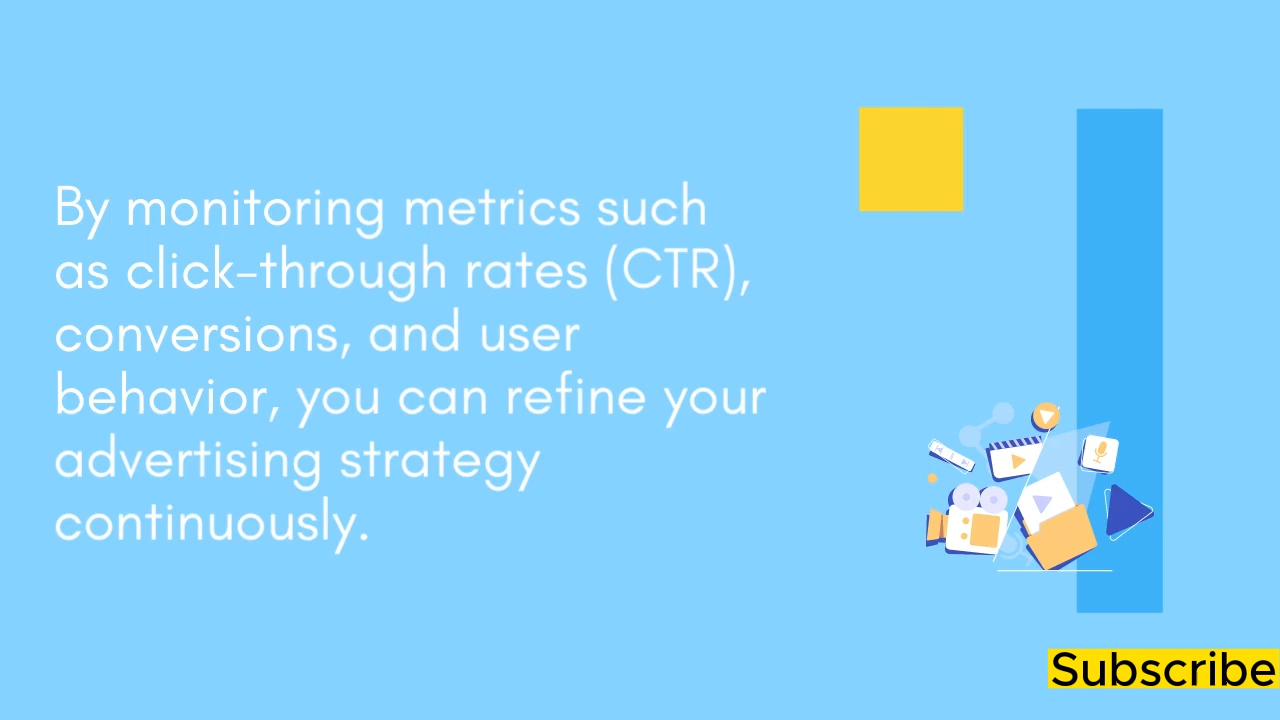 By monitoring metrics such
as click-through rates (CTR),
conversions, and user
behavior, you can refine your
advertising strategy
continuously.
Subscribe